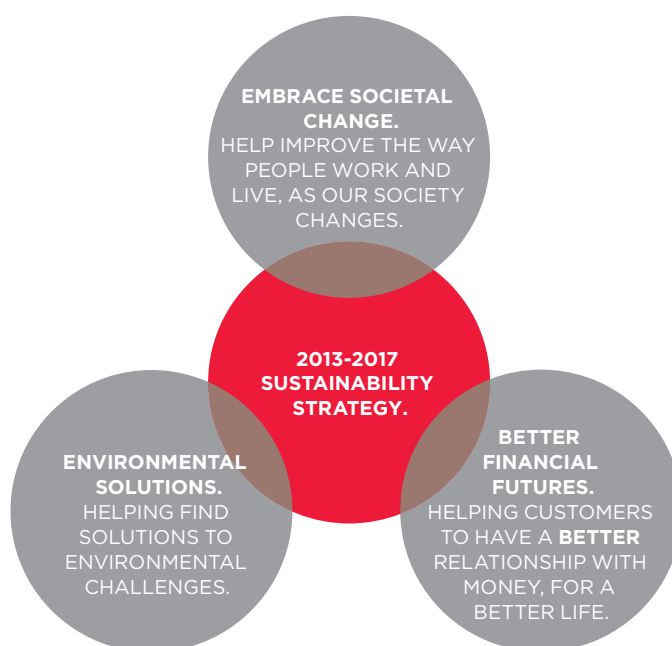 EMBRACE SOCIETAL
CHANGE.
HELP IMPROVE THE WAY
PEOPLE WORK AND
LIVE, AS OUR SOCIETY
CHANGES.
2013-2017
SUSTAINABILITY
STRATEGY.
ENVIRONMENTAL
SOLUTIONS.
HELPING FIND
SOLUTIONS TO
ENVIRONMENTAL
CHALLENGES.
BETTER
FINANCIAL
FUTURES.
HELPING CUSTOMERS
TO HAVE A BETTER
RELATIONSHIP WITH
MONEY, FOR A
BETTER LIFE.